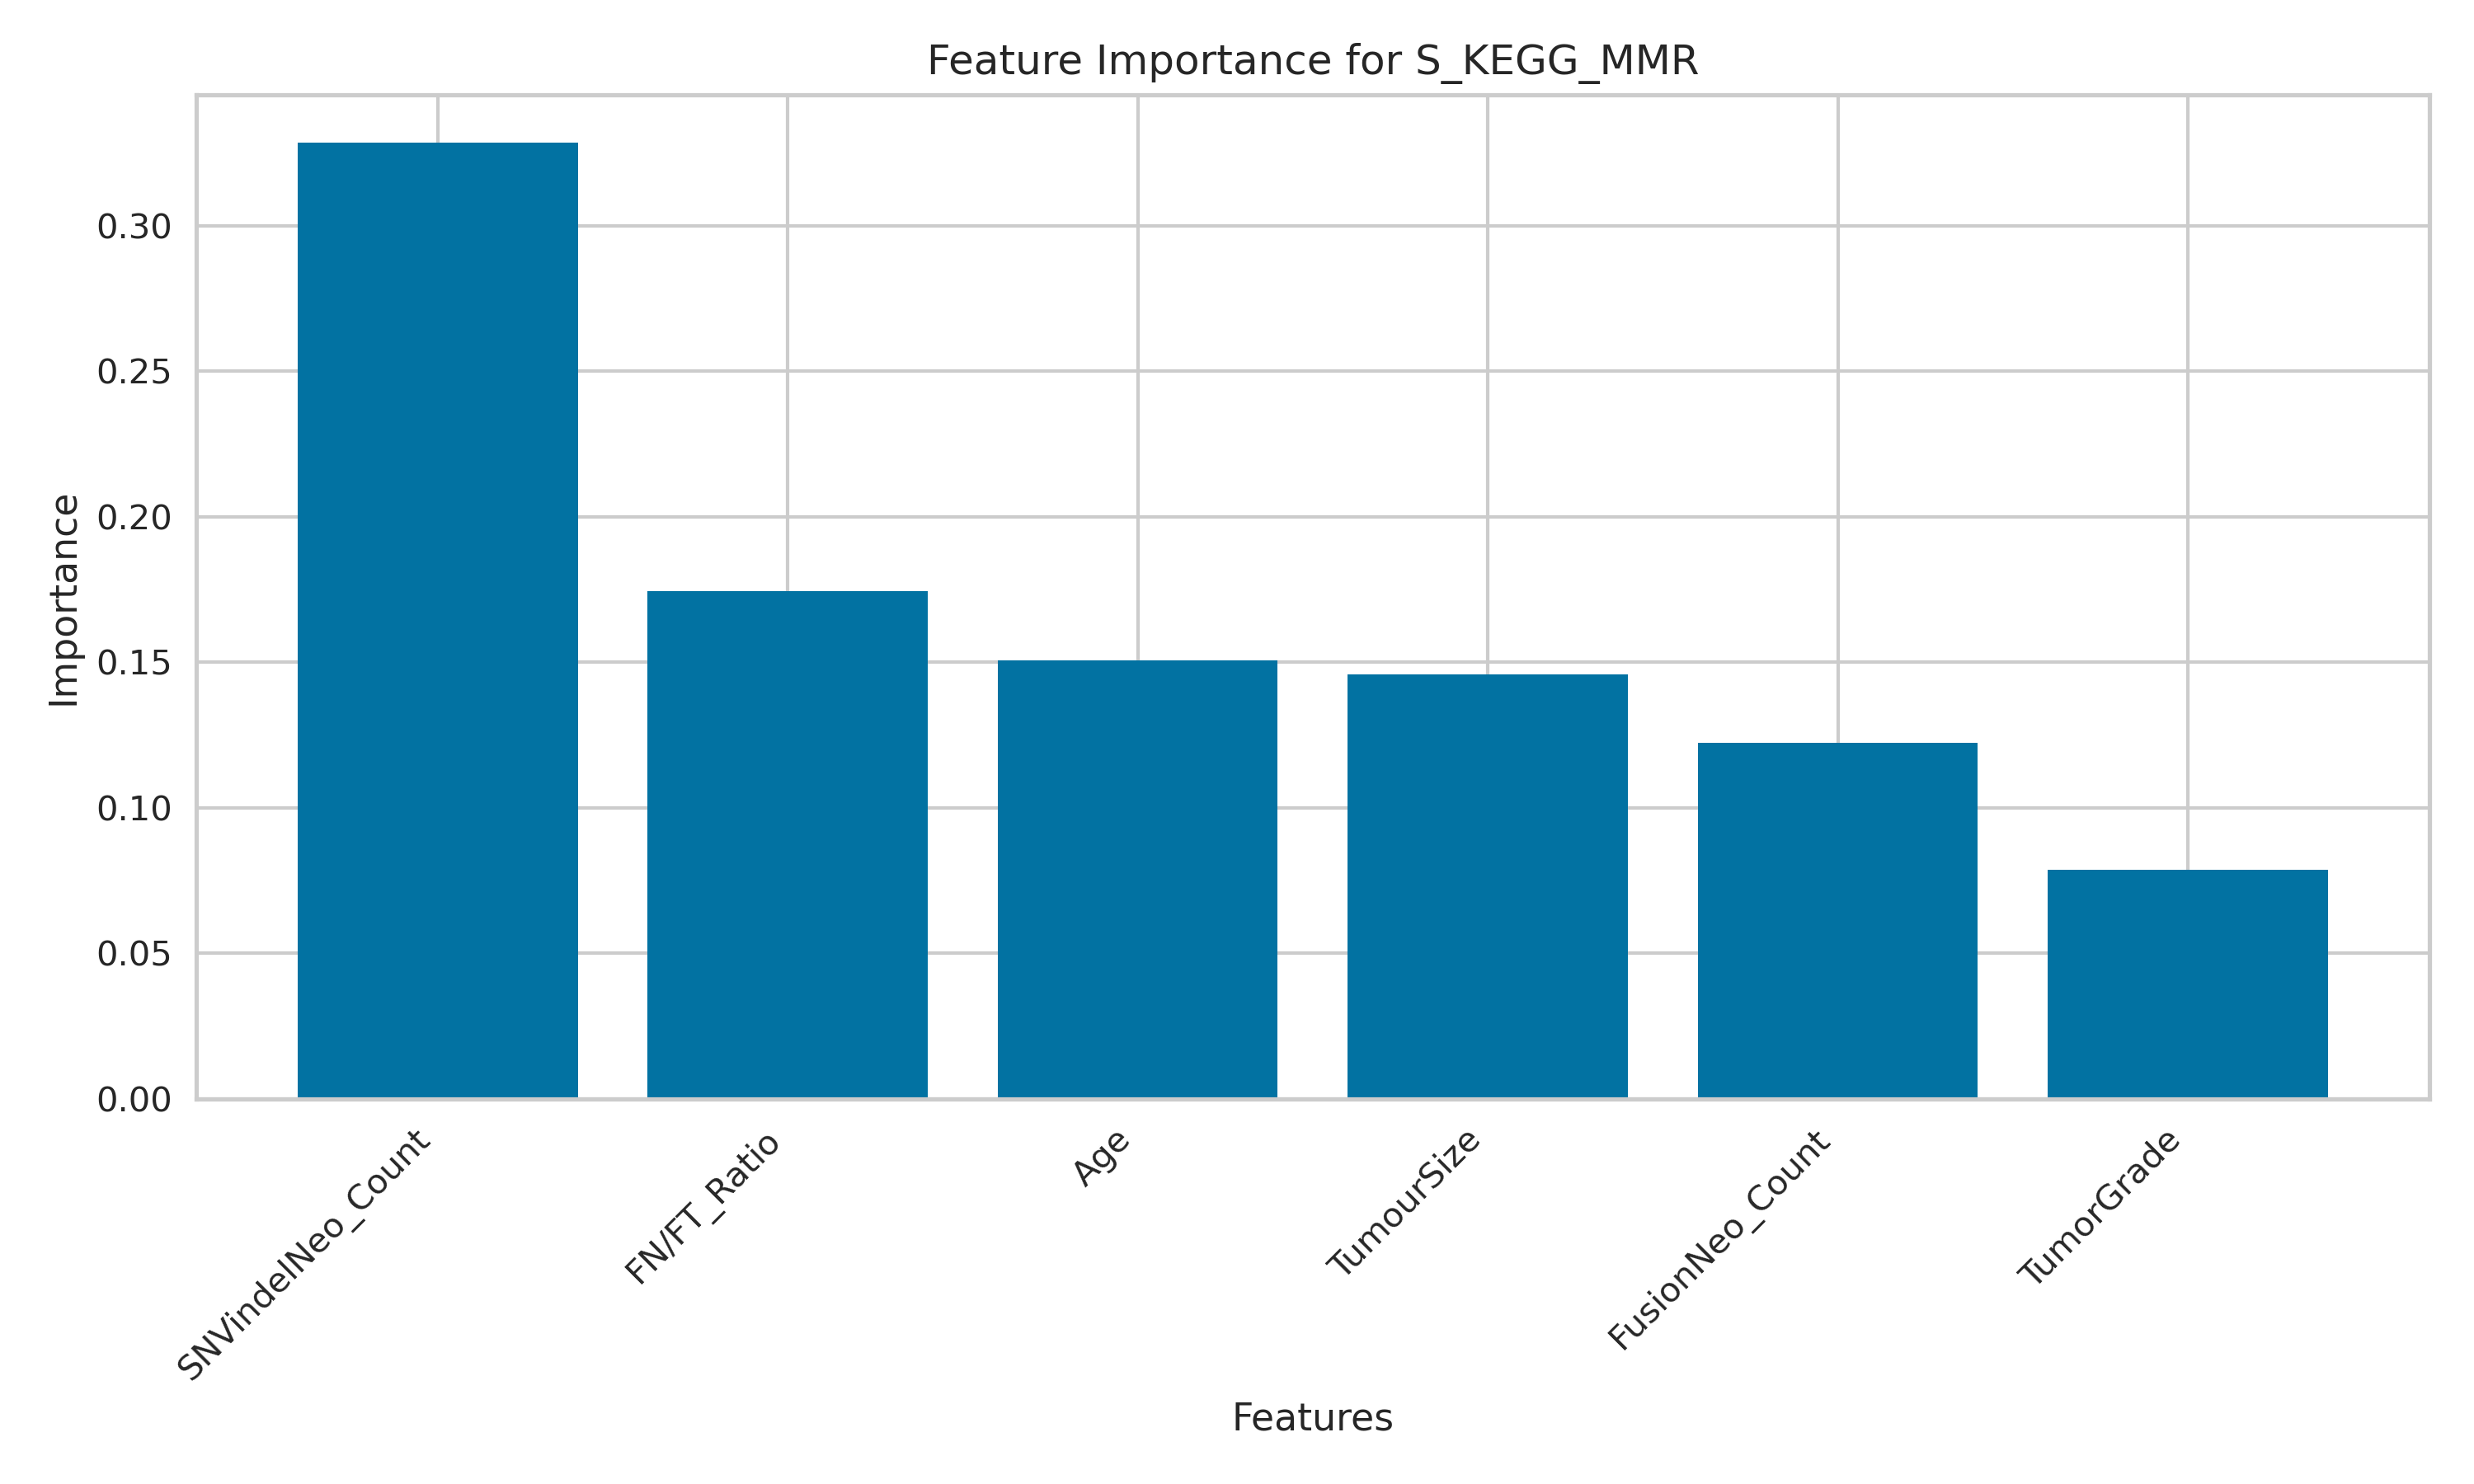 Feature Importance for S_KEGG_MMR
Importance
0.30
0.25
0.20
0.15
0.10
0.05
0.00
SNVindelNeo_Count
FN/FT_Ratio
Age
TumourSize
FusionNeo_Count
TumorGrade
Features